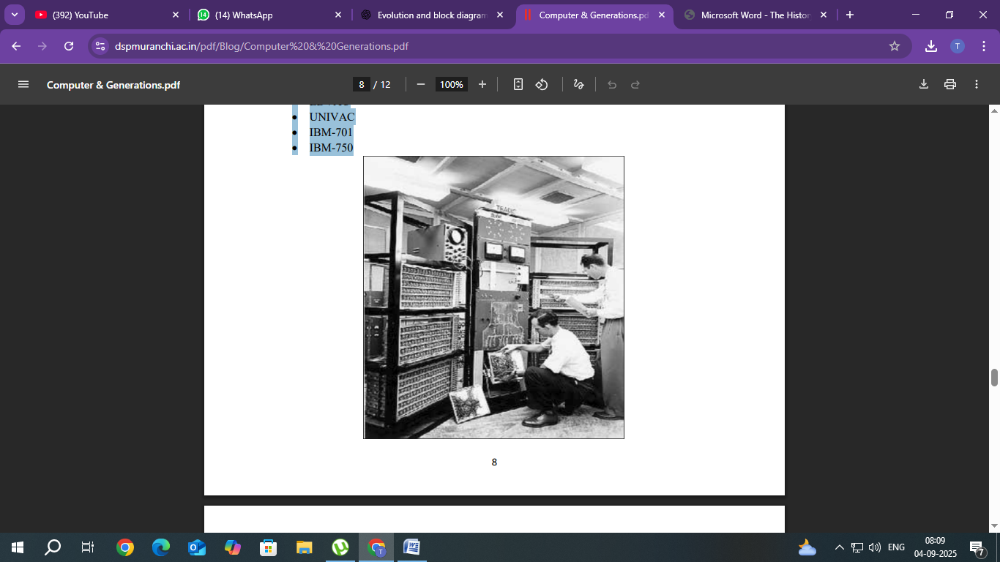 (392) YouTube
(14) WhatsApp
Evolution and block diagram
Computer & Generations.pd
Microsoft Word - The Histor
dspmuranchi.ac.in/pdf/Blog/Computer%20&%20Generations.pdf
T
Computer & Generations.pdf
8 / 12
100%
• UNIVAC
• IBM-701
• IBM-750
TRADIC
8
ENG
08:09
04-09-2025
7